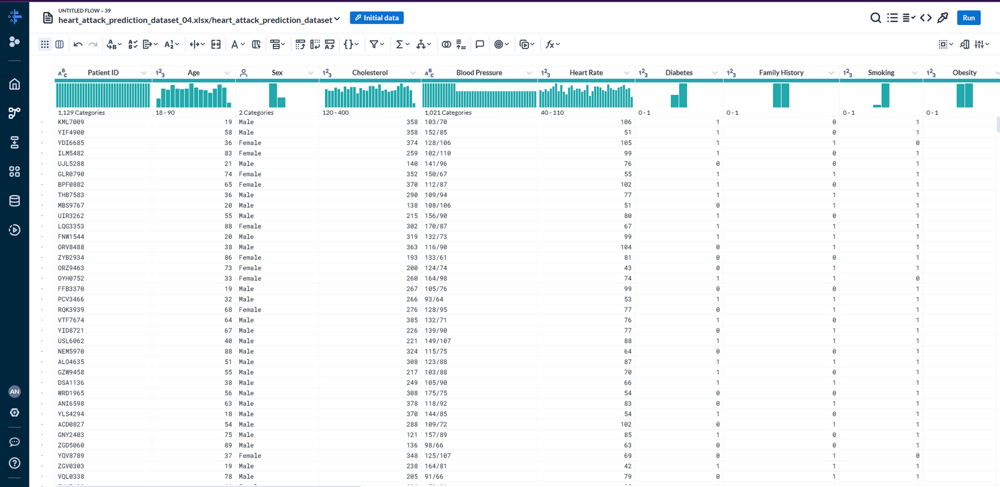 UNTITLED FLOW – 39
heart_attack_prediction_dataset_04.xlsx/heart_attack_prediction_dataset
Initial data
Run
Patient ID Age Sex Cholesterol Blood Pressure Heart Rate Diabetes Family History Smoking Obesity
1,129 Categories 18 - 90 2 Categories 120 - 400 1,021 Categories 40 - 110 0 - 1 0 - 1 0 - 1 0 - 1
KML7009 19 Male 358 103/70 106 1 0 1
YIF4900 58 Male 358 152/85 51 1 0 1
YDI6685 36 Female 374 128/106 105 1 1 0
ILM5482 83 Female 259 102/110 99 1 0 1
UJL5288 21 Male 140 141/96 76 0 0 1
GLR0790 74 Female 352 150/67 55 1 1 1
BPF0882 65 Female 370 112/87 102 1 0 1
THB7583 36 Male 290 109/94 77 1 1 1
MBS9767 20 Male 138 108/106 51 0 1 1
UIR3262 55 Male 215 156/90 80 1 0 1
LQG3353 88 Female 302 170/87 67 1 1 1
FNW1544 20 Male 319 132/73 99 1 1 1
ORV8488 38 Male 363 116/90 104 0 1 1
ZYB2934 86 Female 193 133/61 81 0 0 1
ORZ9463 73 Female 200 124/74 43 0 1 1
OYH0752 33 Female 260 164/98 74 1 1 0
FFB3370 19 Male 267 105/76 99 0 0 1
PCV3466 32 Male 266 93/64 53 1 1 1
RQK3939 68 Female 276 128/95 77 0 1 1
VTF7674 64 Male 385 132/71 76 1 0 1
YID8721 67 Male 226 139/90 77 0 1 1
USL6062 40 Male 221 149/107 88 1 1 1
NEM5970 88 Male 324 115/75 64 0 0 1
ALO4635 51 Male 308 123/88 87 1 1 1
GZW9458 55 Male 217 103/88 70 1 0 1
DSA1136 38 Male 249 105/90 66 1 1 1
WRD1965 56 Male 308 175/75 54 0 0 1
ANI6598 63 Male 378 118/92 83 0 1 1
YLS4294 18 Male 370 144/85 54 1 0 1
ACD0827 54 Male 288 109/72 102 0 1 1
GNY2403 75 Male 121 157/89 85 1 0 1
ZGD5060 89 Male 136 98/66 63 0 0 1
YQV8789 37 Female 348 125/107 69 0 1 0
ZGV0303 19 Male 238 164/81 42 1 1 1
VQL0338 78 Male 205 91/66 79 0 1 1
AN